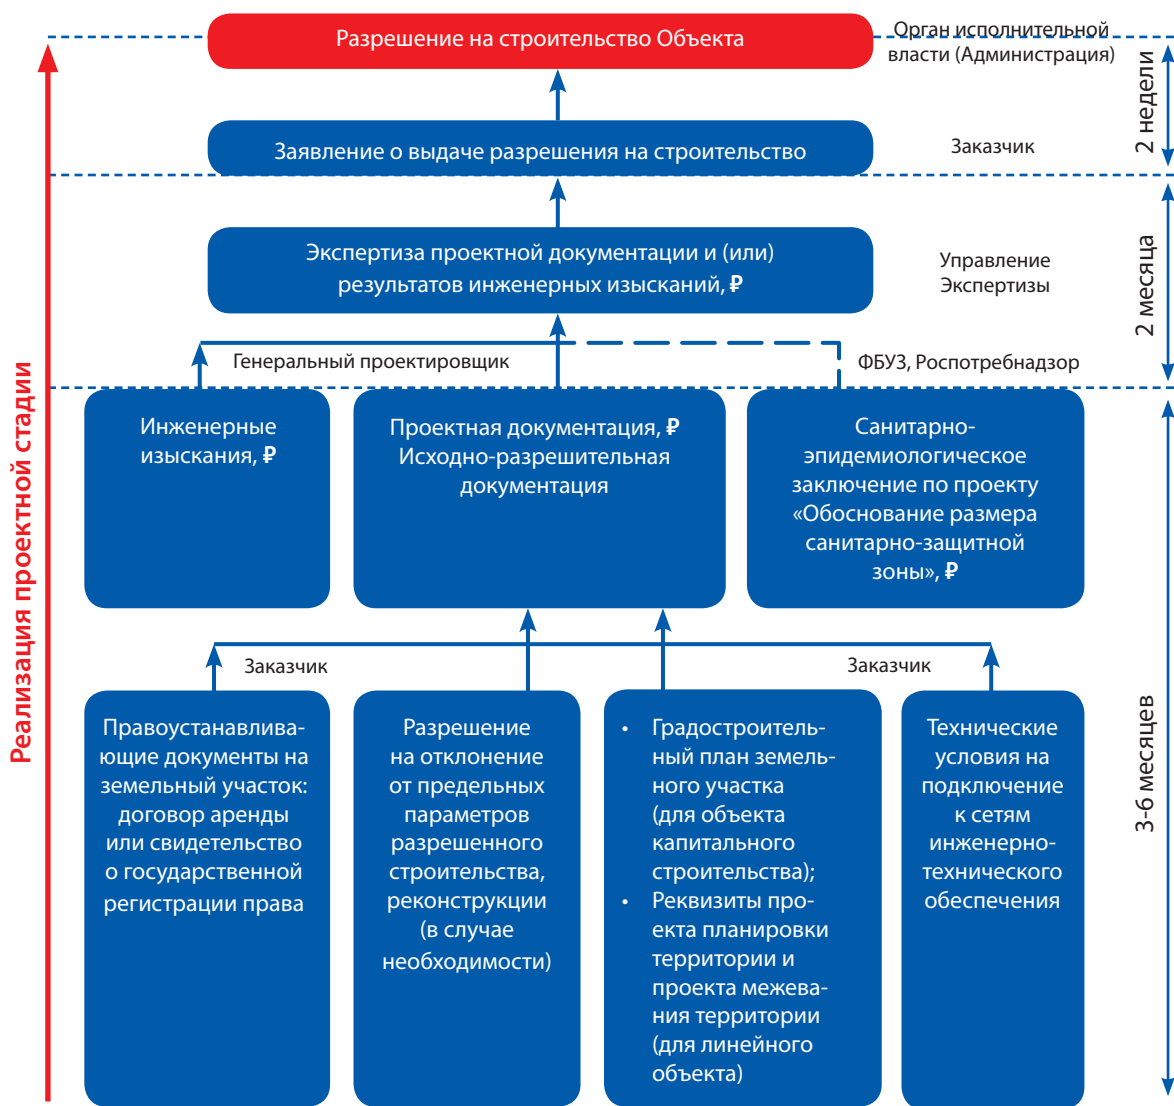 Разрешение на строительство Объекта
Орган исполнительной
власти (Администрация)
2 недели
Заявление о выдаче разрешения на строительство
Заказчик
Экспертиза проектной документации и (или)
результатов инженерных изысканий, ₽
Управление
Экспертизы
2 месяца
Генеральный проектировщик
ФБУЗ, Роспотребнадзор
Реализация проектной стадии
Инженерные
изыскания, ₽
Проектная документация, ₽
Исходно-разрешительная
документация
Санитарно-
эпидемиологическое
заключение по проекту
«Обоснование размера
санитарно-защитной
зоны», ₽
3-6 месяцев
Заказчик
Заказчик
Правоустанавлива-
ющие документы на
земельный участок:
договор аренды
или свидетельство
о государственной
регистрации права
Разрешение
на отклонение
от предельных
параметров
разрешенного
строительства,
реконструкции
(в случае
необходимости)
• Градостроитель-
ный план земель-
ного участка
(для объекта
капитального
строительства);
• Реквизиты про-
екта планировки
территории и
проекта межева-
ния территории
(для линейного
объекта)
Технические
условия на
подключение
к сетям
инженерно-
технического
обеспечения